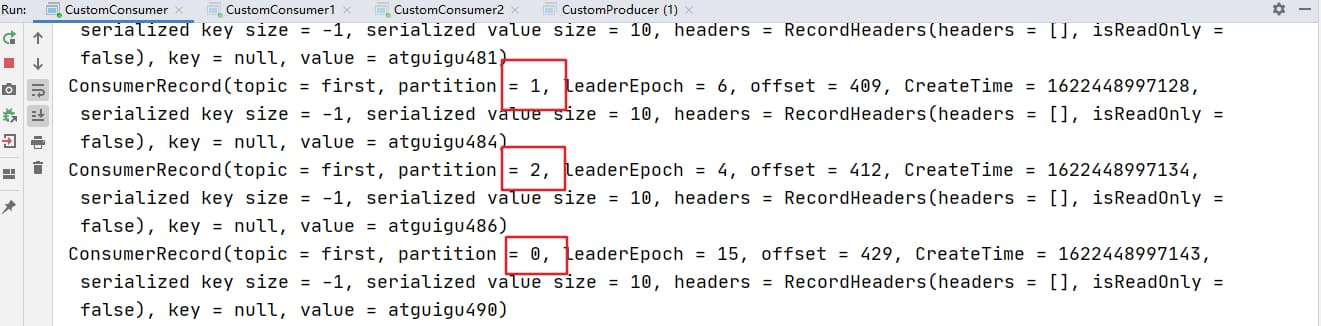 Run: CustomConsumer CustomConsumer1 CustomConsumer2 CustomProducer (1)
serialized key size = -1, serialized value size = 10, headers = RecordHeaders(headers = [], isReadOnly =
false), key = null, value = atguigu481)
ConsumerRecord(topic = first, partition = 1, leaderEpoch = 6, offset = 409, CreateTime = 1622448997128,
serialized key size = -1, serialized value size = 10, headers = RecordHeaders(headers = [], isReadOnly =
false), key = null, value = atguigu484)
ConsumerRecord(topic = first, partition = 2, leaderEpoch = 4, offset = 412, CreateTime = 1622448997134,
serialized key size = -1, serialized value size = 10, headers = RecordHeaders(headers = [], isReadOnly =
false), key = null, value = atguigu486)
ConsumerRecord(topic = first, partition = 0, leaderEpoch = 15, offset = 429, CreateTime = 1622448997143,
serialized key size = -1, serialized value size = 10, headers = RecordHeaders(headers = [], isReadOnly =
false), key = null, value = atguigu490)